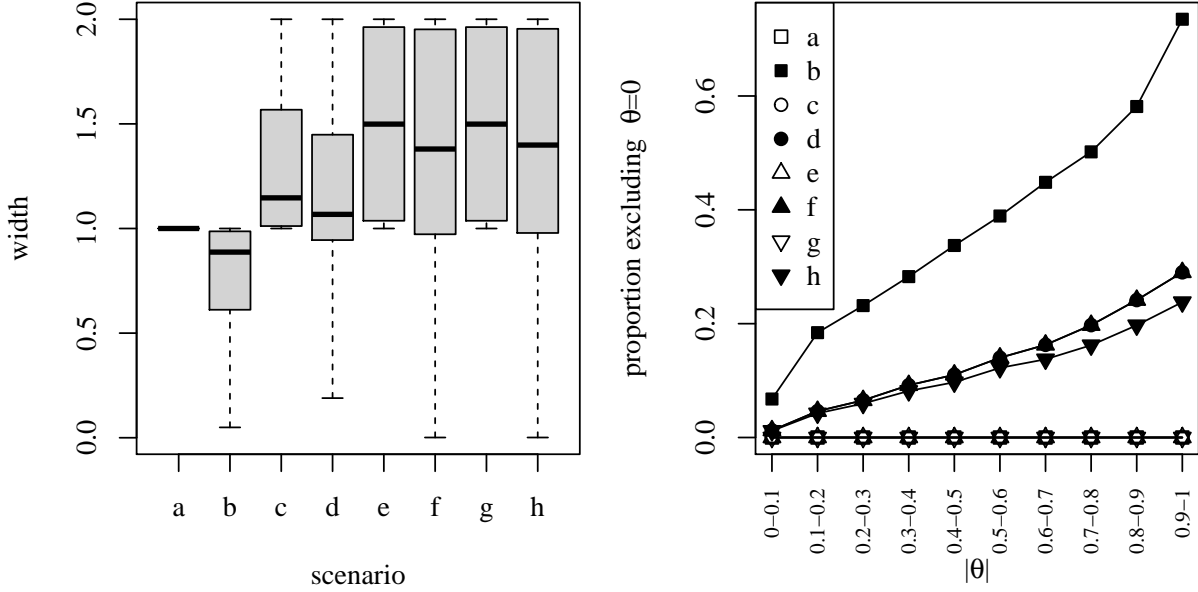 width
2.0
1.5
1.0
0.5
0.0
a b c d e f g h
scenario
proportion excluding θ=0
0.6
0.4
0.2
0.0
a
b
c
d
e
f
g
h
0−0.1
0.1−0.2
0.2−0.3
0.3−0.4
0.4−0.5
0.5−0.6
0.6−0.7
0.7−0.8
0.8−0.9
0.9−1
|θ|